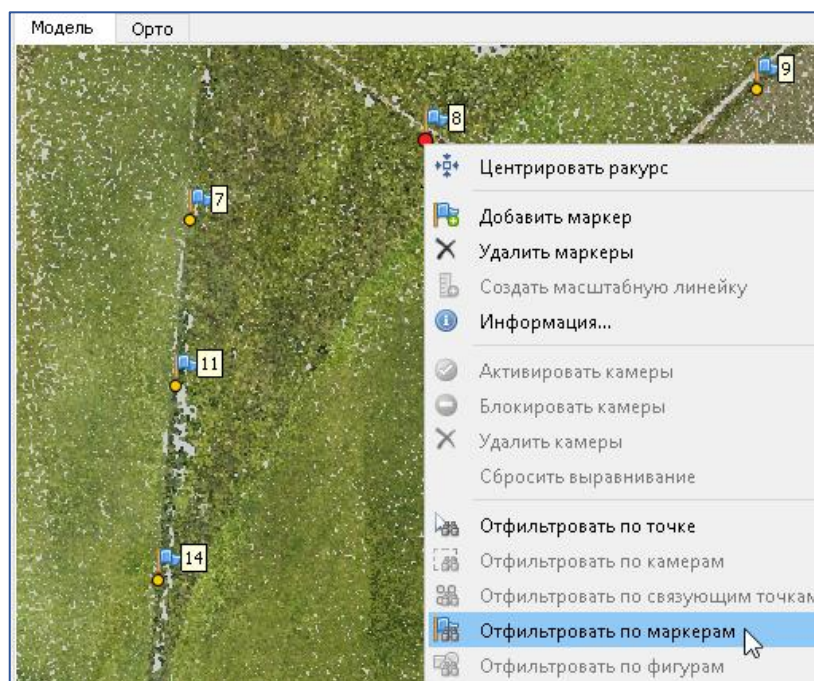 Модель Орто
9
8
7
11
14
Центрировать ракурс
Добавить маркер
Удалить маркеры
Создать масштабную линейку
Информация...
Активировать камеры
Блокировать камеры
Удалить камеры
Сбросить выравнивание
Отфильтровать по точке
Отфильтровать по камерам
Отфильтровать по связующим точкам
Отфильтровать по маркерам
Отфильтровать по фигурам